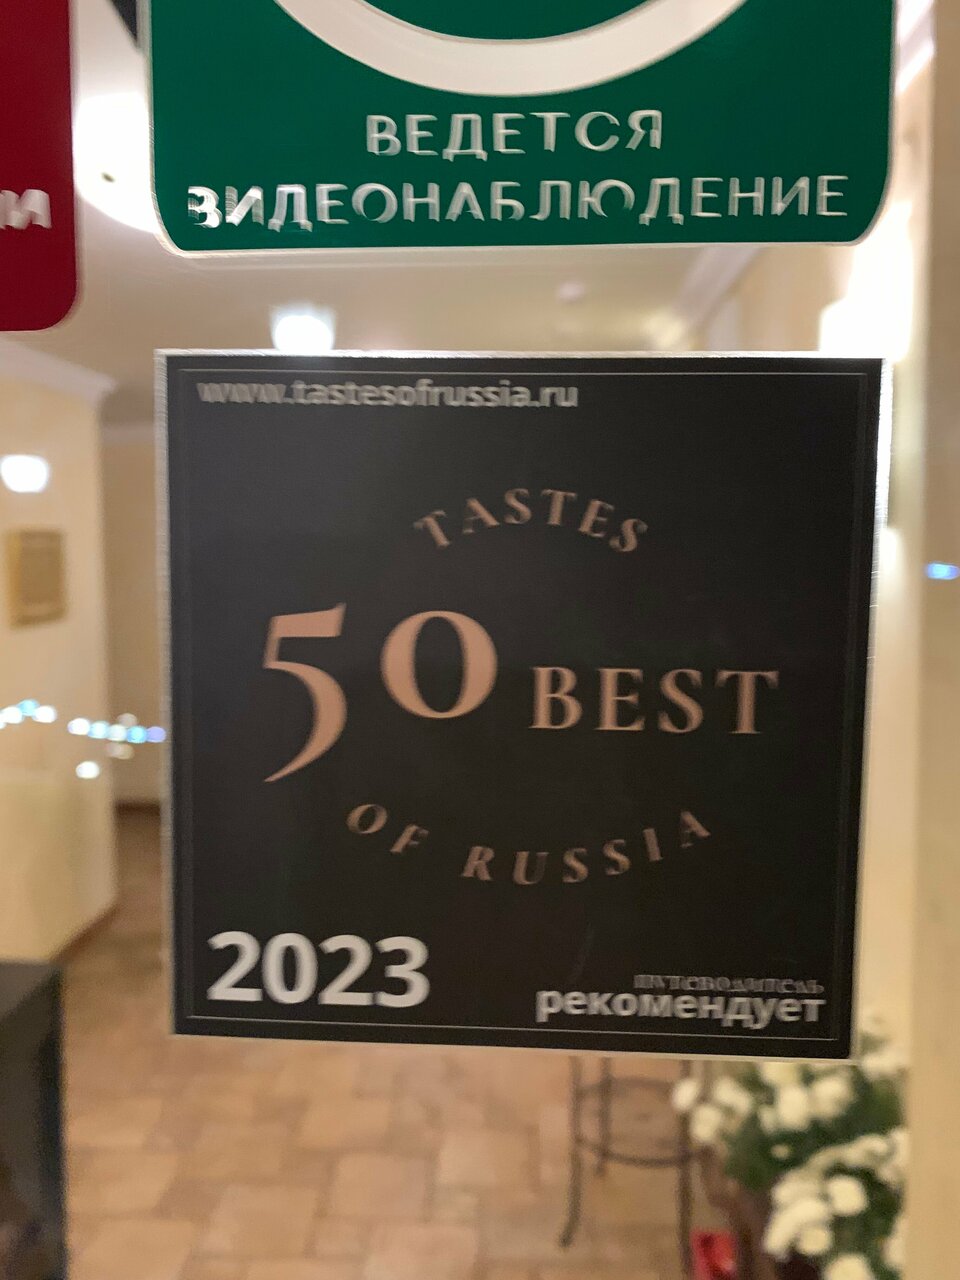 ВЕДЕТСЯ
ВИДЕОНАБЛЮДЕНИЕ
www.tastesofrussia.ru
TASTES
50 BEST
OF RUSSIA
2023
ПУТЕВОДИТЕЛЬ
рекомендует